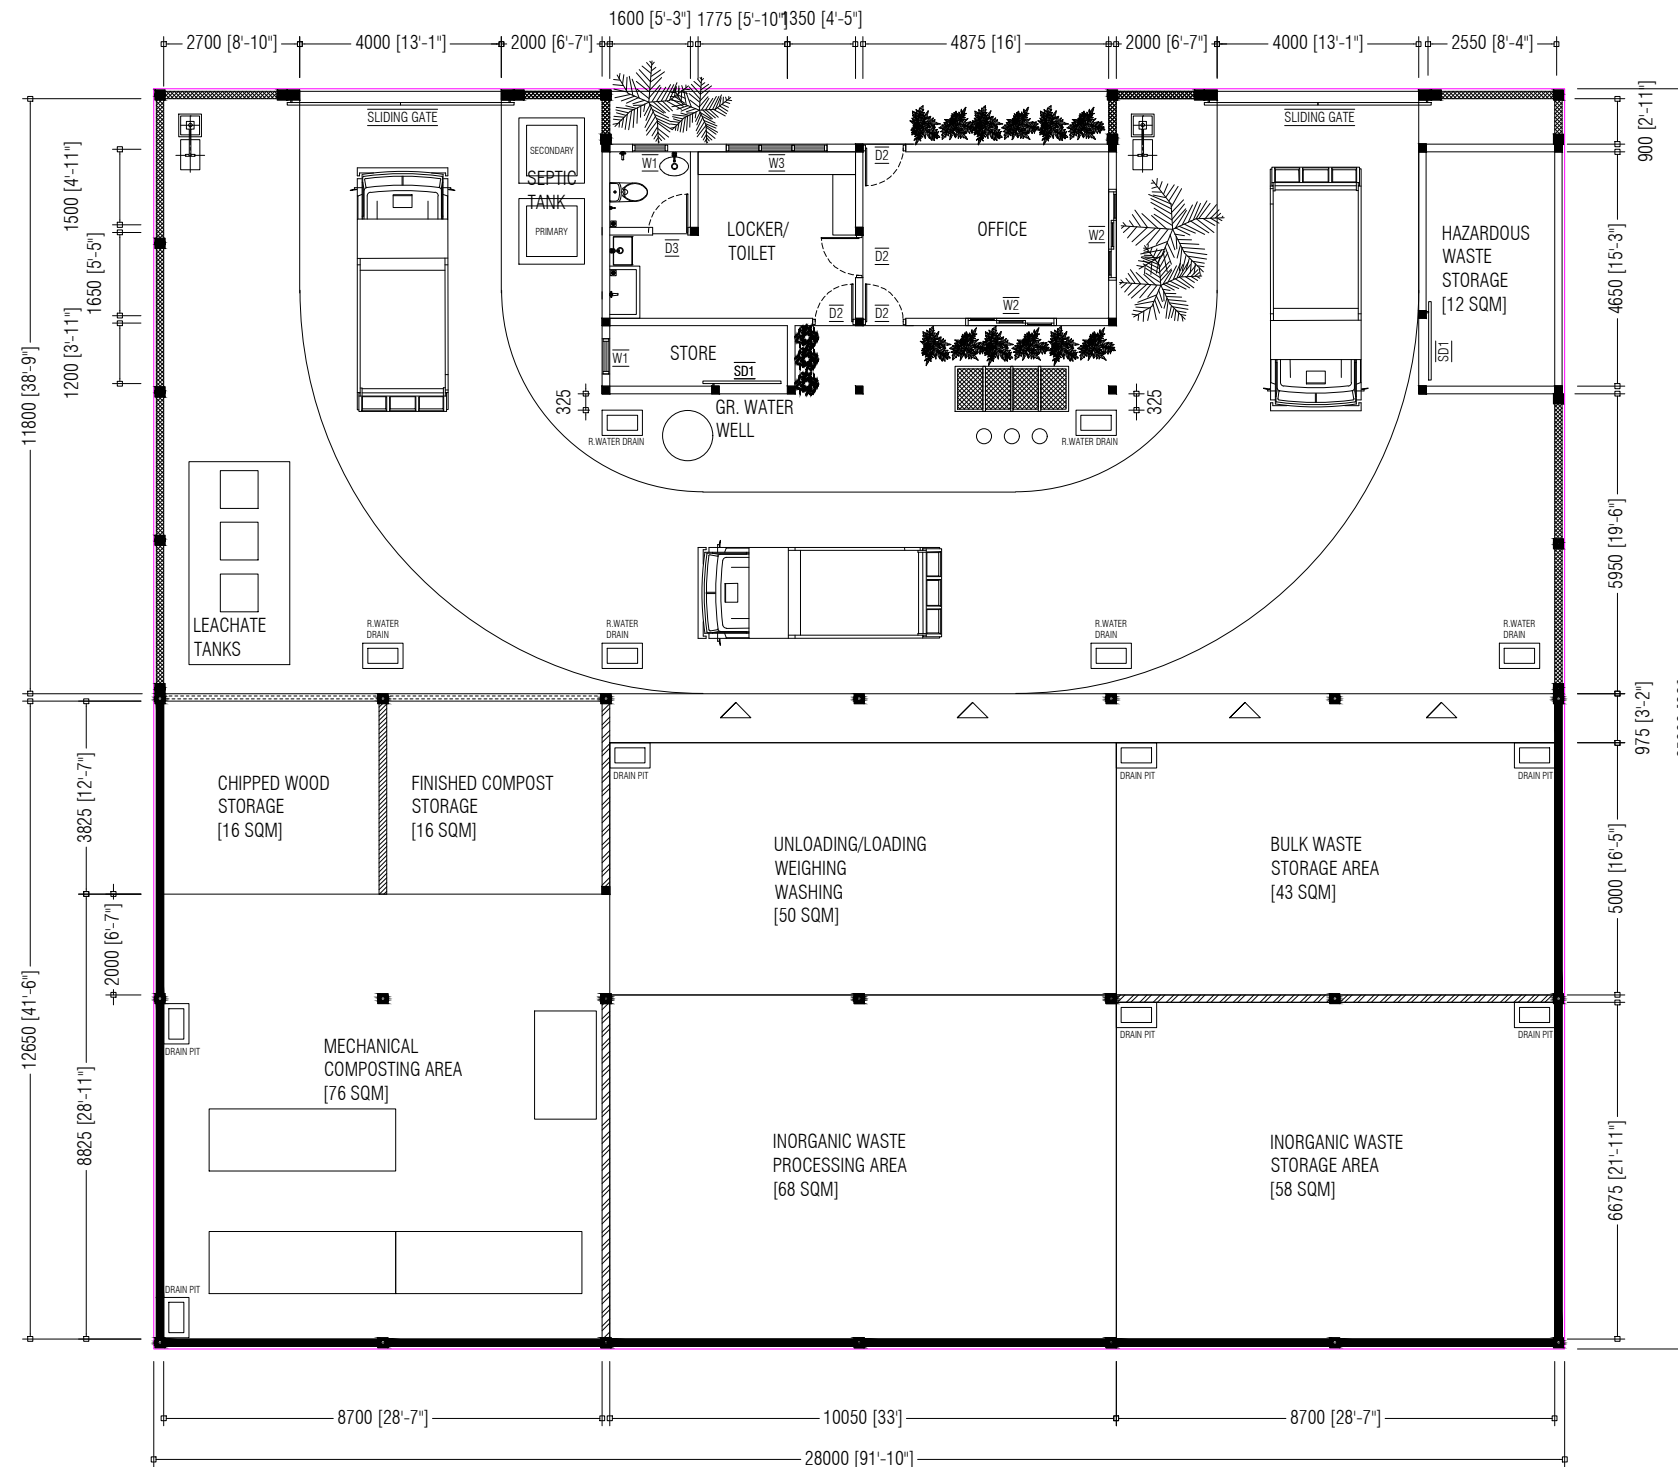 1600 [5'-3"]
1775 [5'-10"]
1350 [4'-5"]
2700 [8'-10"]
4000 [13'-1"]
2000 [6'-7"]
4875 [16']
2000 [6'-7"]
4000 [13'-1"]
2550 [8'-4"]
900 [2'-11"]
SLIDING GATE
SLIDING GATE
SECONDARY
SEPTIC
TANK
PRIMARY
W1
W3
D2
1500 [4'-11"]
1650 [5'-5"]
1200 [3'-11"]
11800 [38'-9"]
LOCKER/
TOILET
D3
OFFICE
D2
W2
HAZARDOUS
WASTE
STORAGE
[12 SQM]
4650 [15'-3"]
D2
D2
W2
STORE
W1
SD1
SD1
325
GR. WATER
WELL
325
R.WATER DRAIN
R.WATER DRAIN
5950 [19'-6"]
LEACHATE
TANKS
R.WATER
DRAIN
R.WATER
DRAIN
R.WATER
DRAIN
R.WATER
DRAIN
975 [3'-2"]
CHIPPED WOOD
STORAGE
[16 SQM]
FINISHED COMPOST
STORAGE
[16 SQM]
DRAIN PIT
DRAIN PIT
DRAIN PIT
3825 [12'-7"]
UNLOADING/LOADING
WEIGHING
WASHING
[50 SQM]
BULK WASTE
STORAGE AREA
[43 SQM]
5000 [16'-5"]
2000 [6'-7"]
12650 [41'-6"]
8825 [28'-11"]
DRAIN PIT
DRAIN PIT
DRAIN PIT
MECHANICAL
COMPOSTING AREA
[76 SQM]
INORGANIC WASTE
PROCESSING AREA
[68 SQM]
INORGANIC WASTE
STORAGE AREA
[58 SQM]
6675 [21'-11"]
DRAIN PIT
8700 [28'-7"]
10050 [33']
8700 [28'-7"]
28000 [91'-10"]